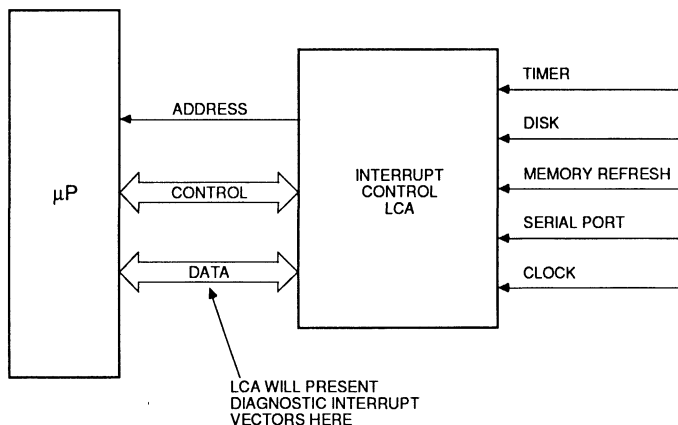 μP
ADDRESS
CONTROL
DATA
INTERRUPT
CONTROL
LCA
TIMER
DISK
MEMORY REFRESH
SERIAL PORT
CLOCK
LCA WILL PRESENT
DIAGNOSTIC INTERRUPT
VECTORS HERE